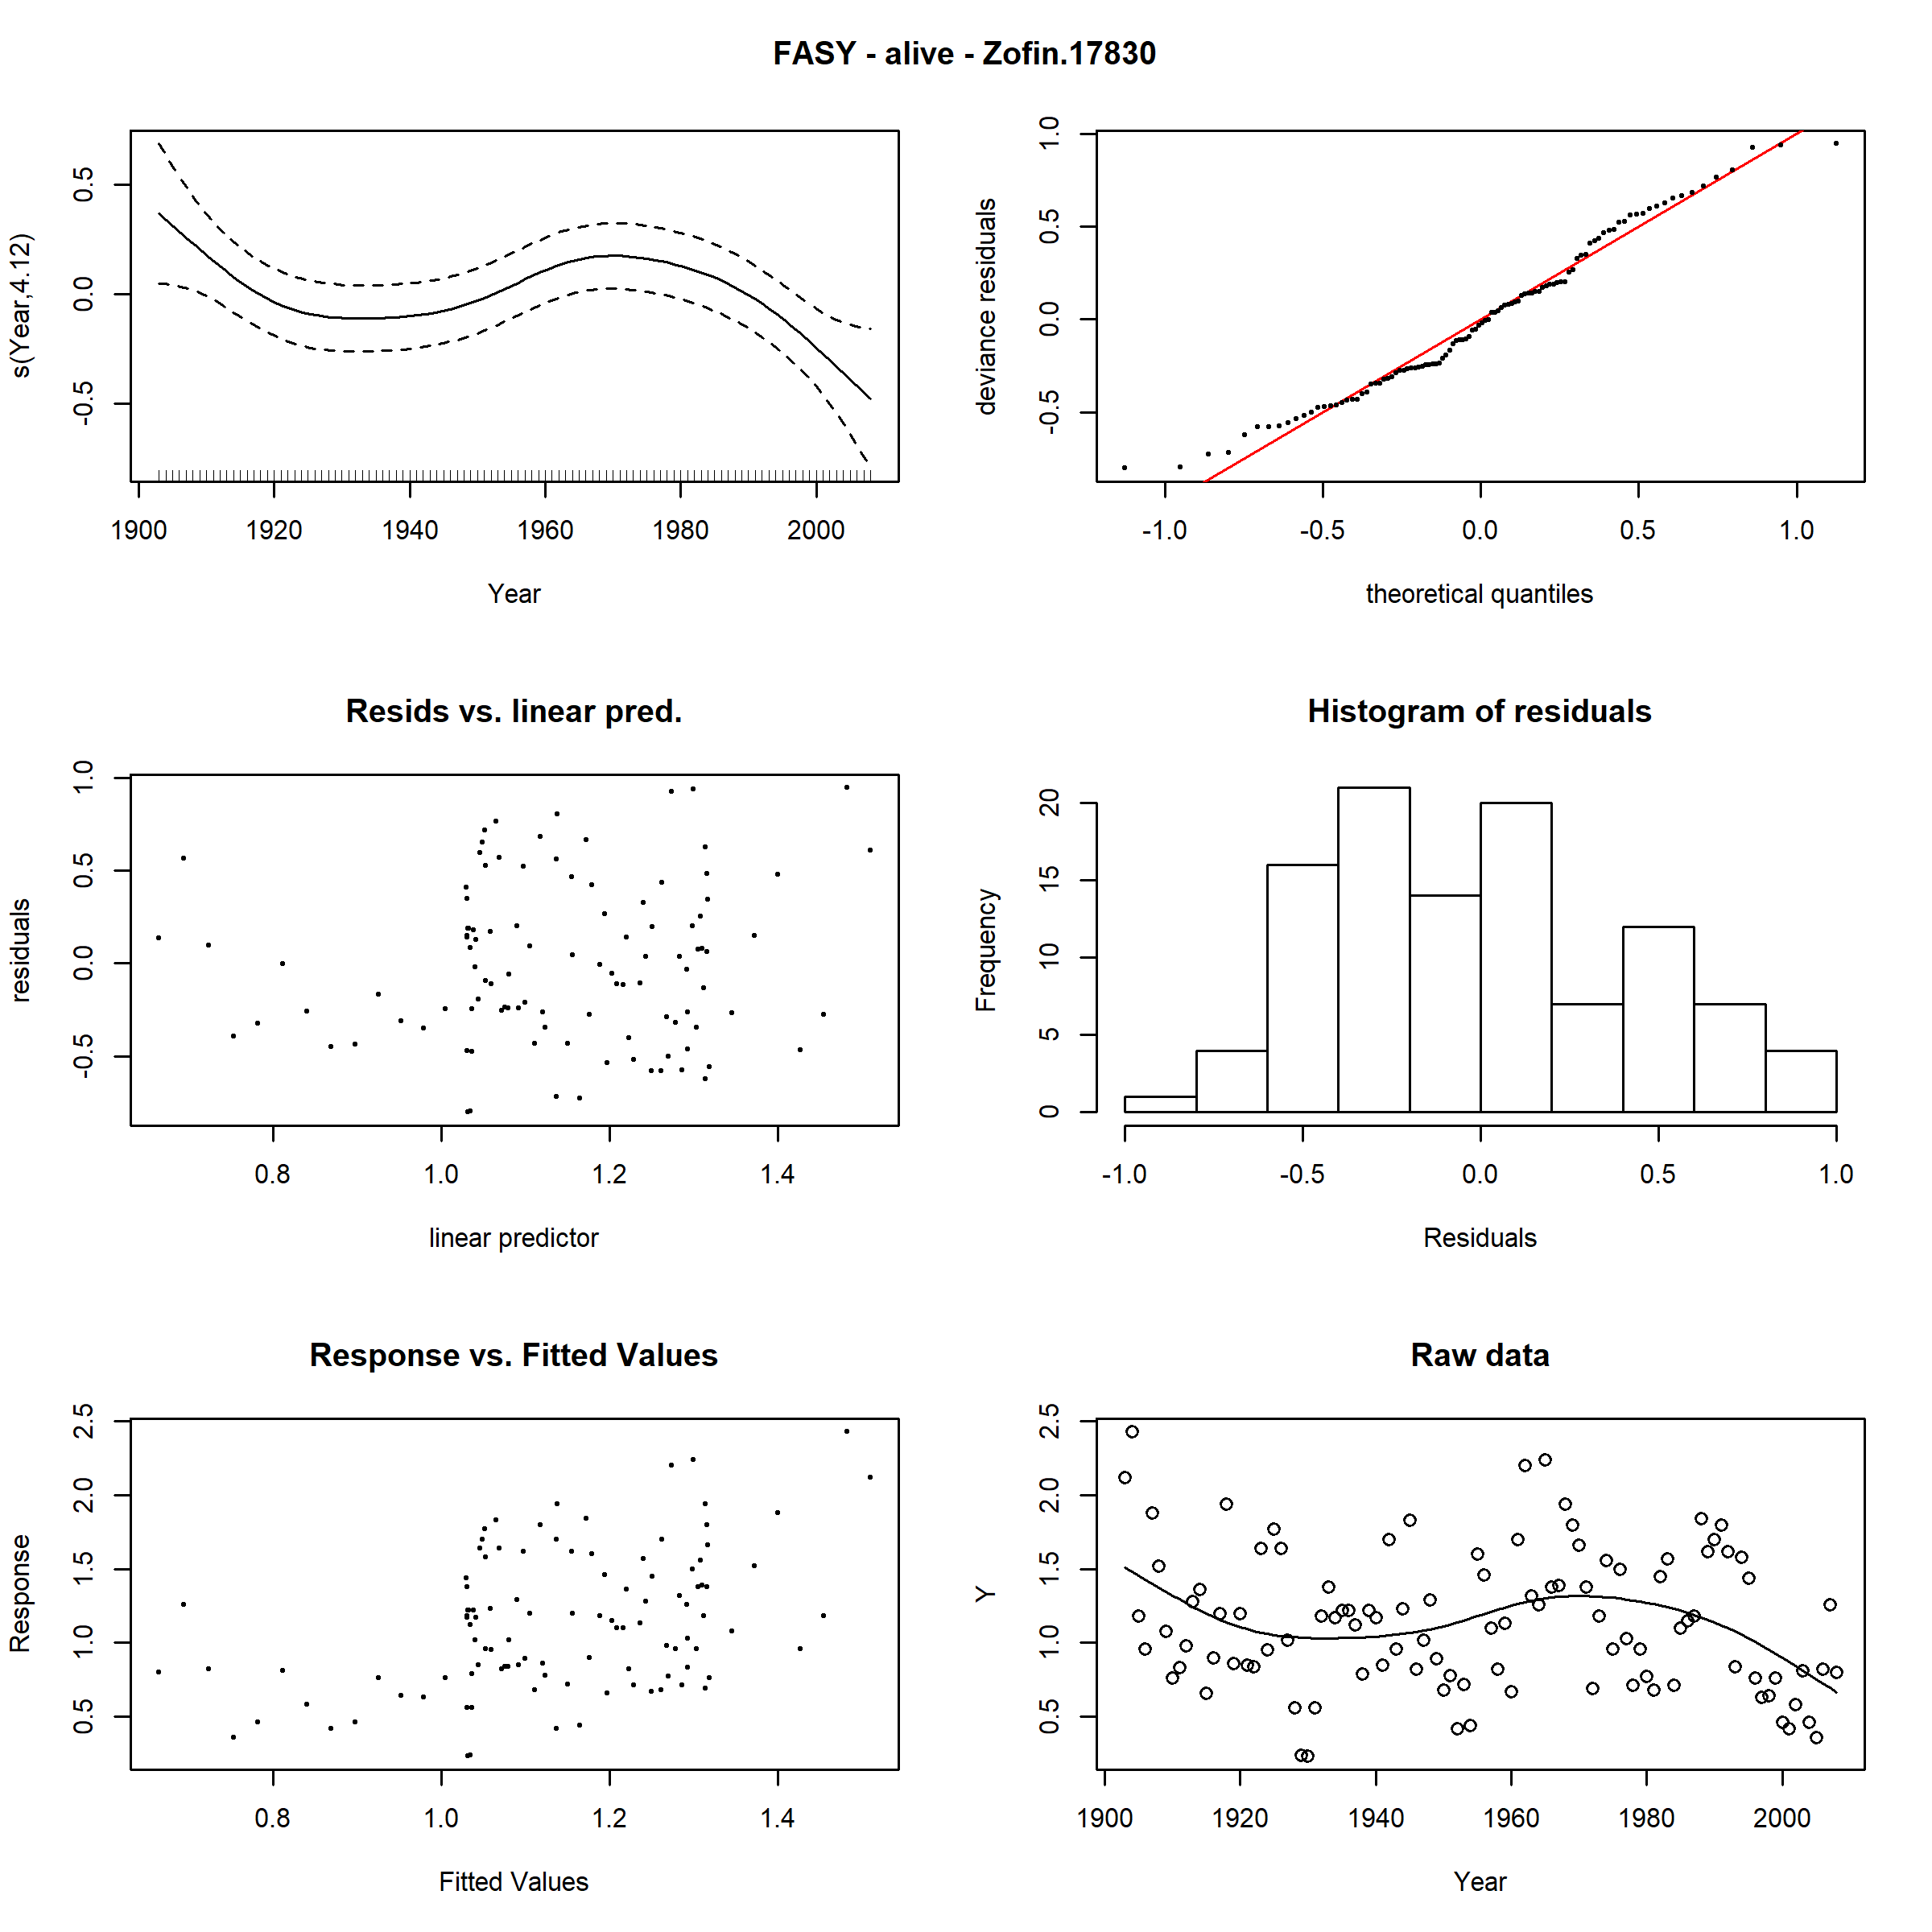 FASY - alive - Zofin.17830
s(Year,4.12)
-0.5 0.0 0.5
1900 1920 1940 1960 1980 2000
Year
deviance residuals
-0.5 0.0 0.5 1.0
-1.0 -0.5 0.0 0.5 1.0
theoretical quantiles
Resids vs. linear pred.
residuals
-0.5 0.0 0.5 1.0
0.8 1.0 1.2 1.4
linear predictor
Histogram of residuals
Frequency
0 5 10 15 20
-1.0 -0.5 0.0 0.5 1.0
Residuals
Response vs. Fitted Values
Response
0.5 1.0 1.5 2.0 2.5
0.8 1.0 1.2 1.4
Fitted Values
Raw data
Y
0.5 1.0 1.5 2.0 2.5
1900 1920 1940 1960 1980 2000
Year